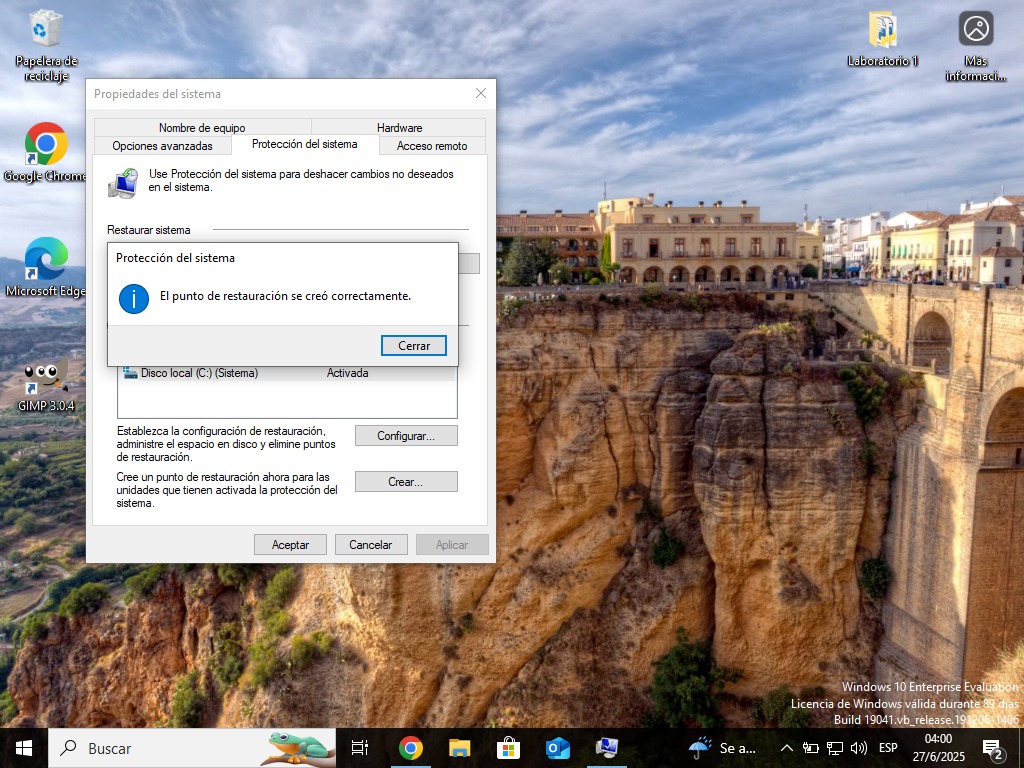 Papelera de
reciclaje
Laboratorio 1
Más
informaci...
Google Chrome
Microsoft Edge
GIMP 3.0.4
Propiedades del sistema
Nombre de equipo
Hardware
Opciones avanzadas
Protección del sistema
Acceso remoto
Use Protección del sistema para deshacer cambios no deseados
en el sistema.
Restaurar sistema
Protección del sistema
El punto de restauración se creó correctamente.
Cerrar
Disco local (C:) (Sistema)
Activada
Establezca la configuración de restauración,
administre el espacio en disco y elimine puntos
de restauración.
Configurar...
Cree un punto de restauración ahora para las
unidades que tienen activada la protección del
sistema.
Crear...
Aceptar
Cancelar
Aplicar
Windows 10 Enterprise Evaluation
Licencia de Windows válida durante 89 días
Build 19041.vb_release.191206-1406
Buscar
Se a...
ESP
04:00
27/6/2025
2